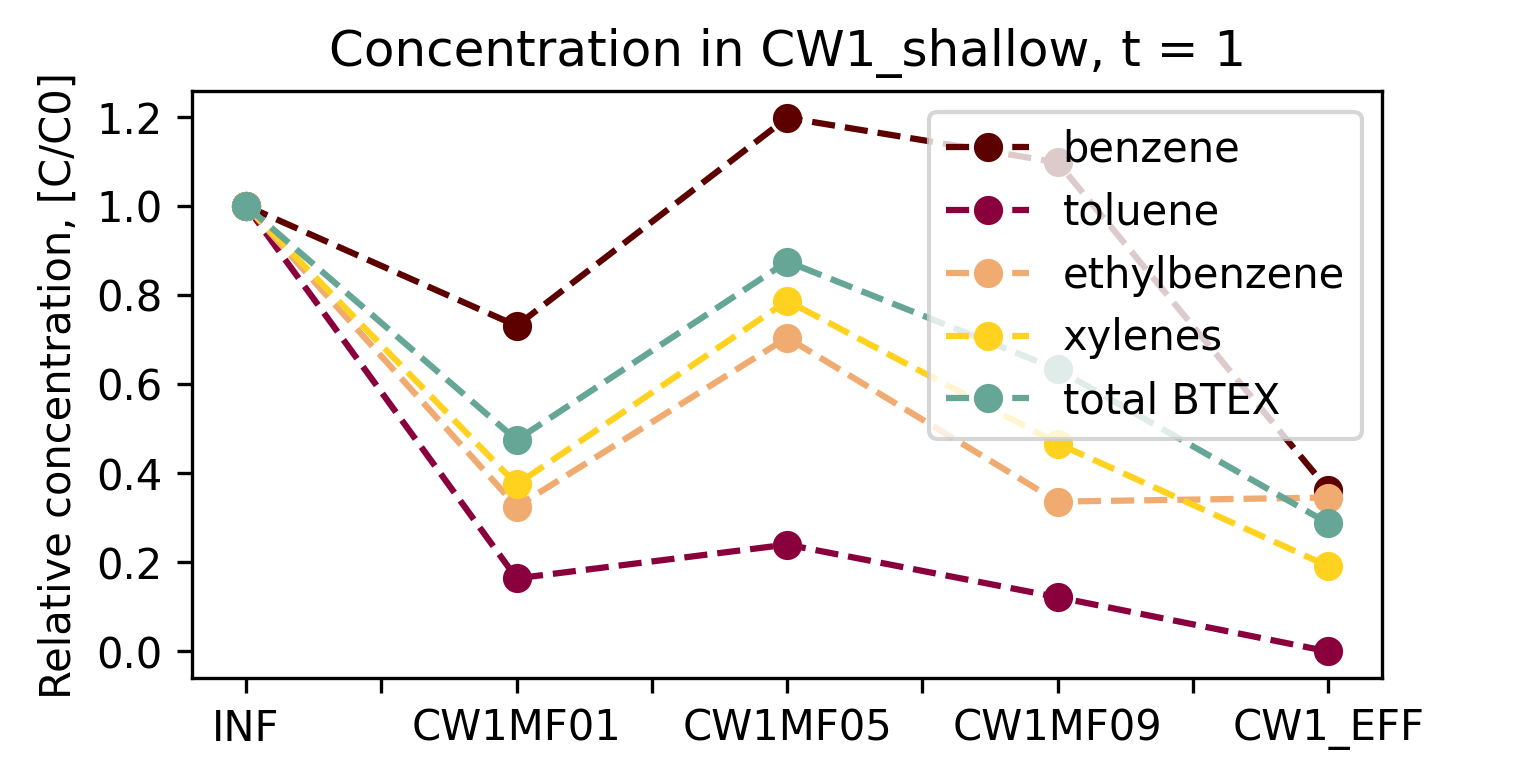 Concentration in CW1_shallow, t = 1
Relative concentration, [C/C0]
1.2
1.0
0.8
0.6
0.4
0.2
0.0
benzene
toluene
ethylbenzene
xylenes
total BTEX
INF CW1MF01 CW1MF05 CW1MF09 CW1_EFF